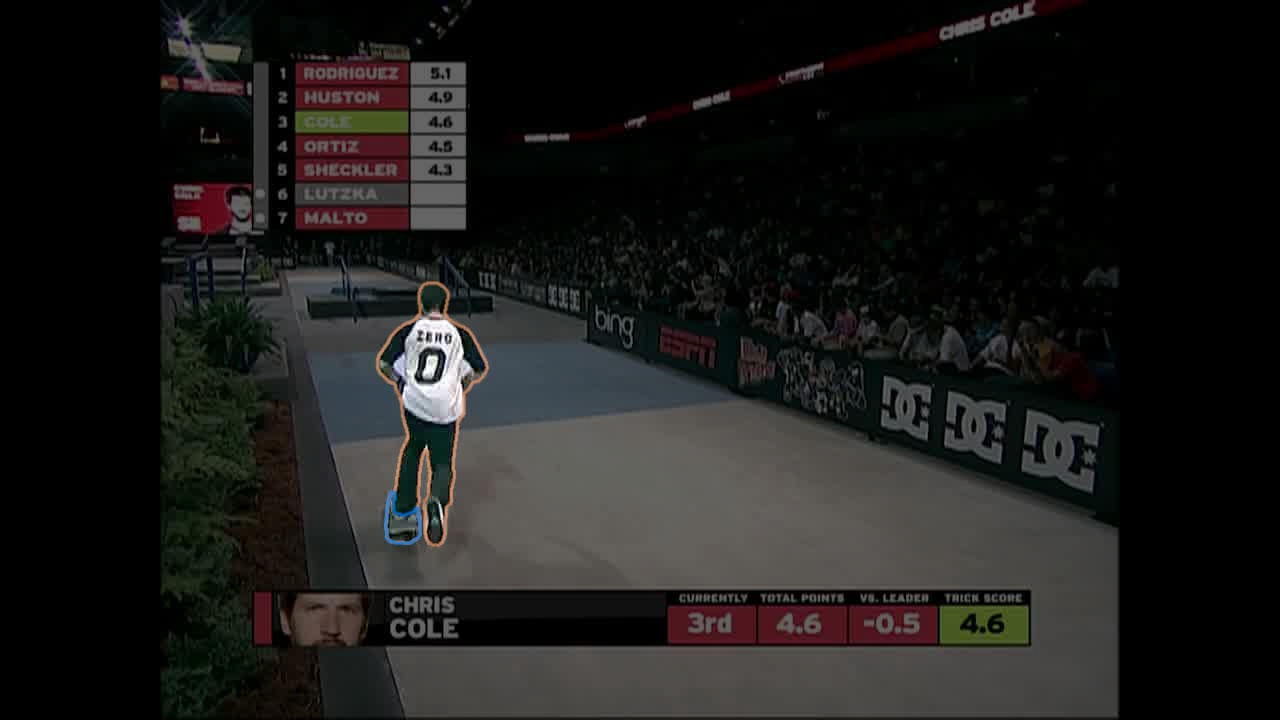 CHRIS COLE
1 RODRIGUEZ 5.1
2 HUSTON 4.9
3 COLE 4.6
4 ORTIZ 4.5
5 SHECKLER 4.3
6 LUTZKA
7 MALTO
ZERO
0
bing
ESPN
DC
DC
DC
CHRIS
COLE
CURRENTLY TOTAL POINTS VS. LEADER TRICK SCORE
3rd 4.6 -0.5 4.6